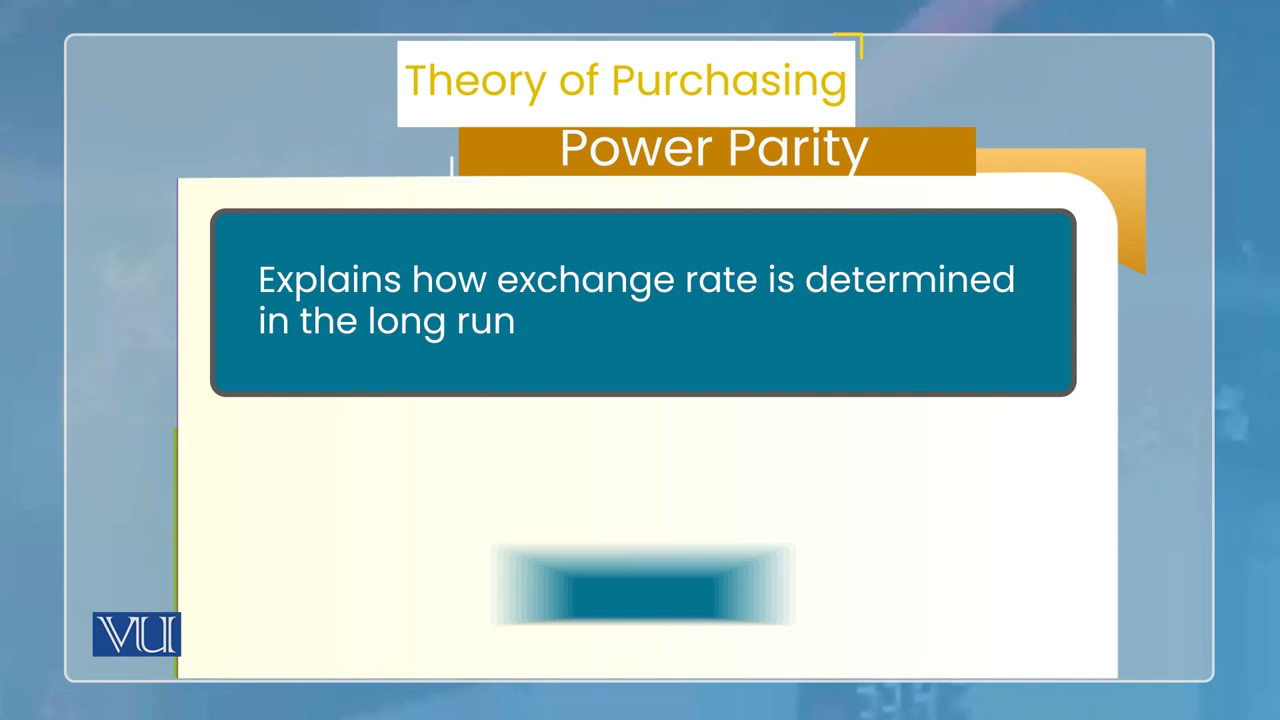 Theory of Purchasing
Power Parity
Explains how exchange rate is determined
in the long run
VU